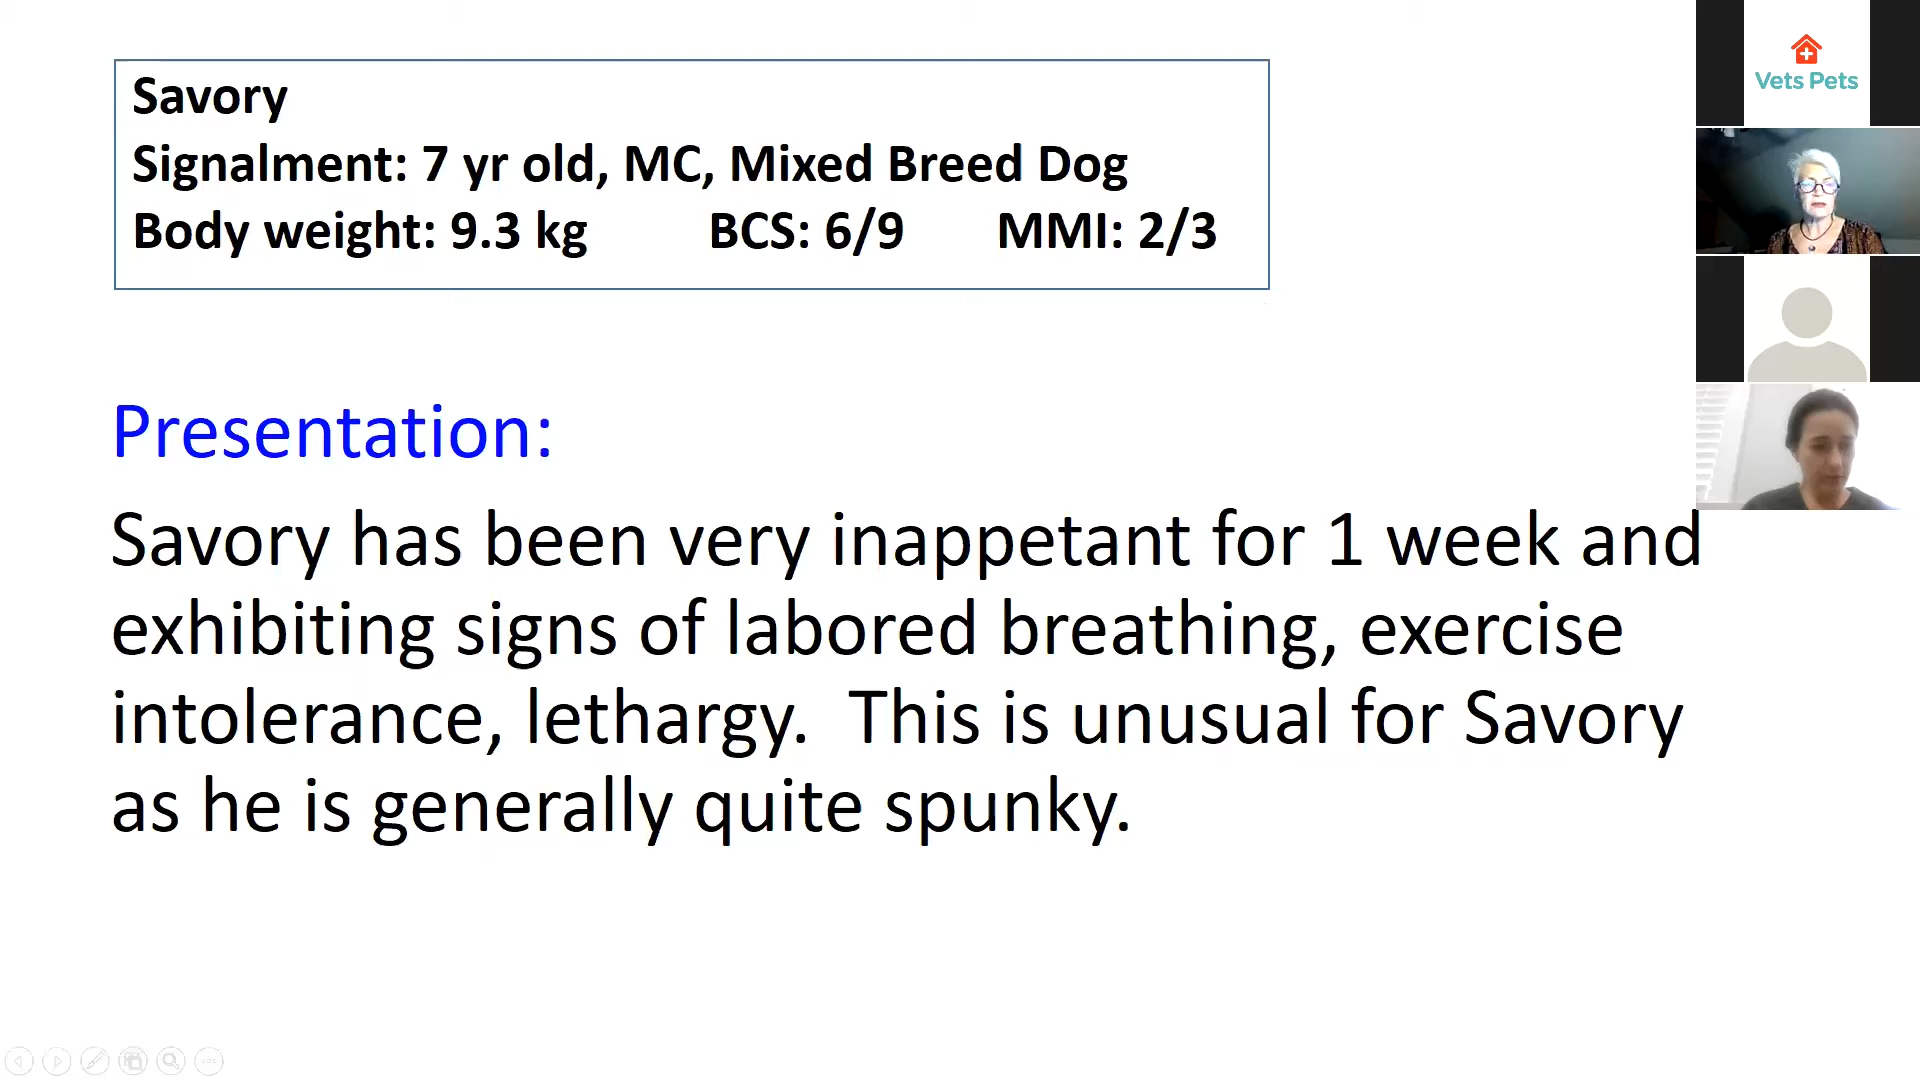 Savory
Signalment: 7 yr old, MC, Mixed Breed Dog
Body weight: 9.3 kg BCS: 6/9 MMI: 2/3
Presentation:
Savory has been very inappetant for 1 week and
exhibiting signs of labored breathing, exercise
intolerance, lethargy. This is unusual for Savory
as he is generally quite spunky.
Vets Pets